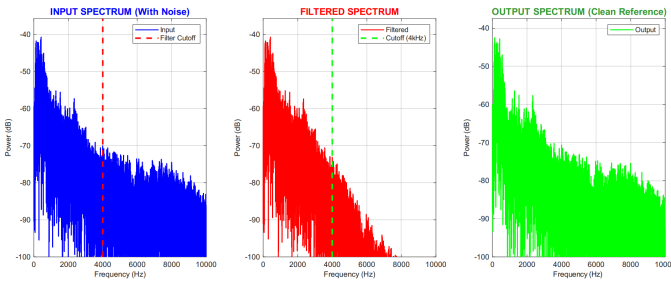 INPUT SPECTRUM (With Noise)
-40
-50
-60
-70
-80
-90
-100
Power (dB)
0 2000 4000 6000 8000 10000
Frequency (Hz)
Input
Filter Cutoff
FILTERED SPECTRUM
-40
-50
-60
-70
-80
-90
-100
Power (dB)
0 2000 4000 6000 8000 10000
Frequency (Hz)
Filtered
Cutoff (4kHz)
OUTPUT SPECTRUM (Clean Reference)
-40
-50
-60
-70
-80
-90
-100
Power (dB)
0 2000 4000 6000 8000 10000
Frequency (Hz)
Output